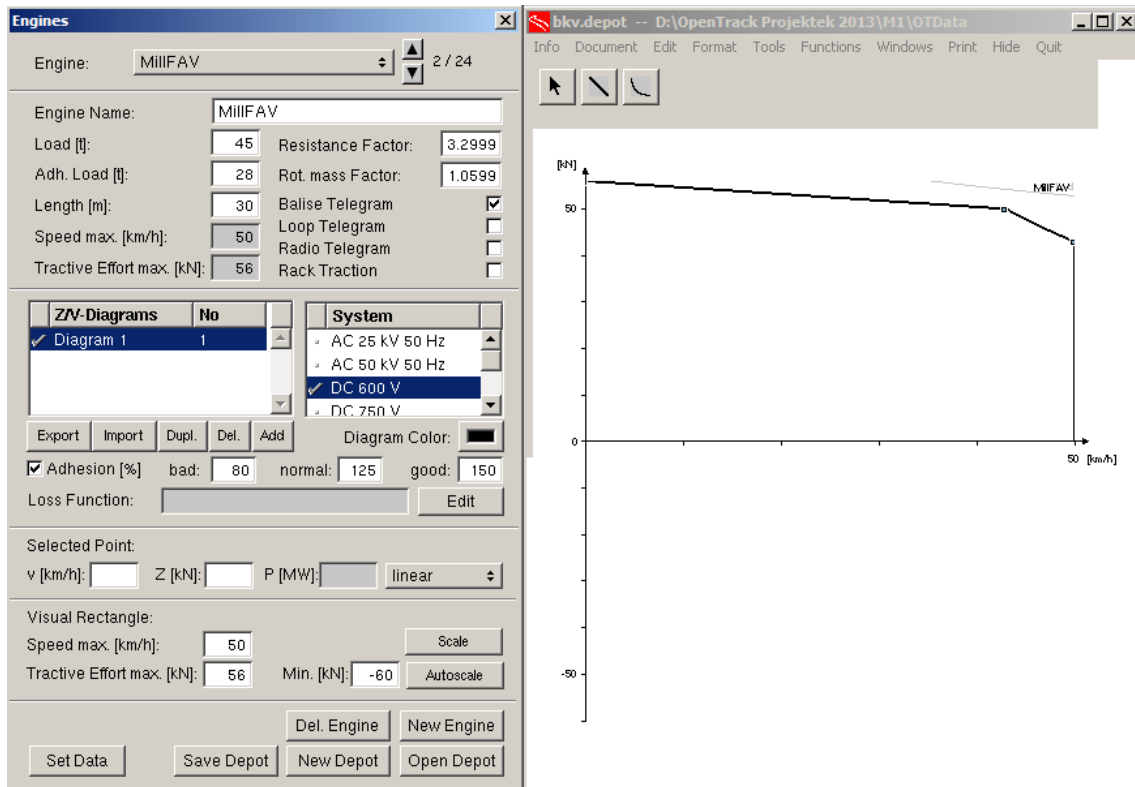 Engines
Engine: MillFAV 2 / 24
Engine Name: MillFAV
Load [t]: 45 Resistance Factor: 3.2999
Adh. Load [t]: 28 Rot. mass Factor: 1.0599
Length [m]: 30 Balise Telegram
Speed max. [km/h]: 50 Loop Telegram
Radio Telegram
Tractive Effort max. [kN]: 56 Rack Traction
Z/V-Diagrams No
Diagram 1 1
System
AC 25 kV 50 Hz
AC 50 kV 50 Hz
DC 600 V
DC 750 V
Export Import Dupl. Del. Add Diagram Color:
Adhesion [%] bad: 80 normal: 125 good: 150
Loss Function: Edit
Selected Point:
v [km/h]: Z [kN]: P [MW]: linear
Visual Rectangle:
Speed max. [km/h]: 50 Scale
Tractive Effort max. [kN]: 56 Min. [kN]: -60 Autoscale
Del. Engine New Engine
Set Data Save Depot New Depot Open Depot
bkv.depot -- D:\OpenTrack Projektek 2013\M1\OTData
Info Document Edit Format Tools Functions Windows Print Hide Quit
[kN]
MillFAV
50
0
50 [km/h]
-50